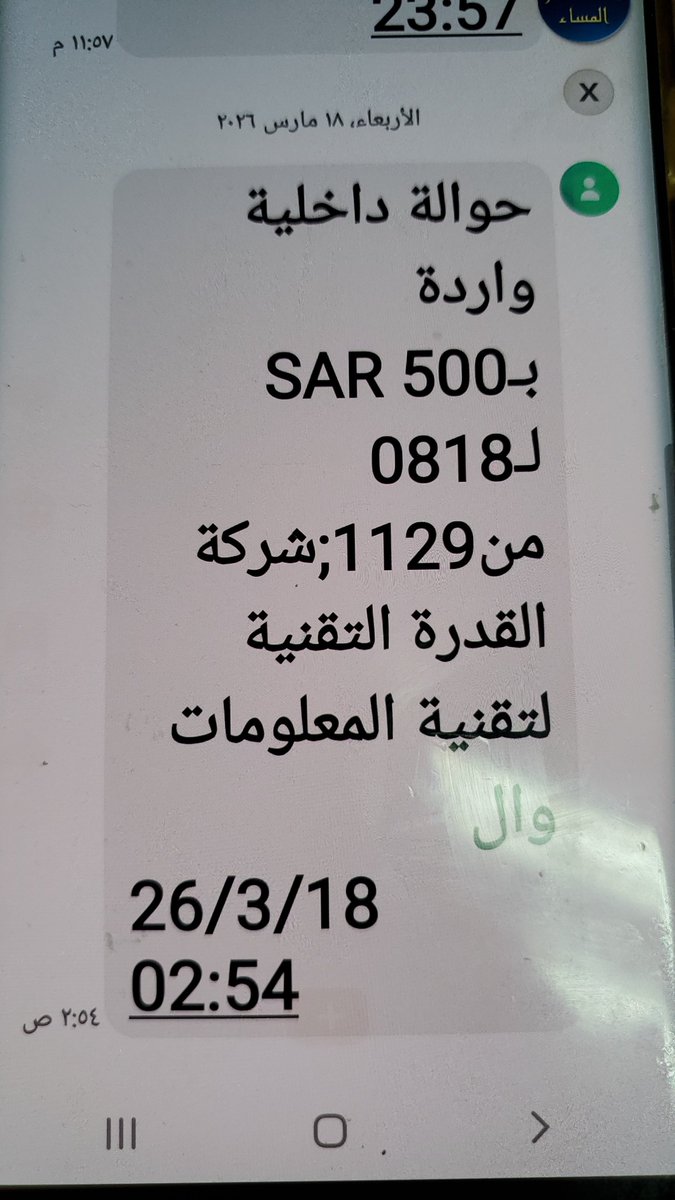 23:57
المساء
١١:٥٧ م
X
الأربعاء، ١٨ مارس ٢٠٢٦
حوالة داخلية
واردة
بـSAR 500
لـ0818
من1129;شركة
القدرة التقنية
لتقنية المعلومات
وال
26/3/18
02:54
٢:٥٤ ص